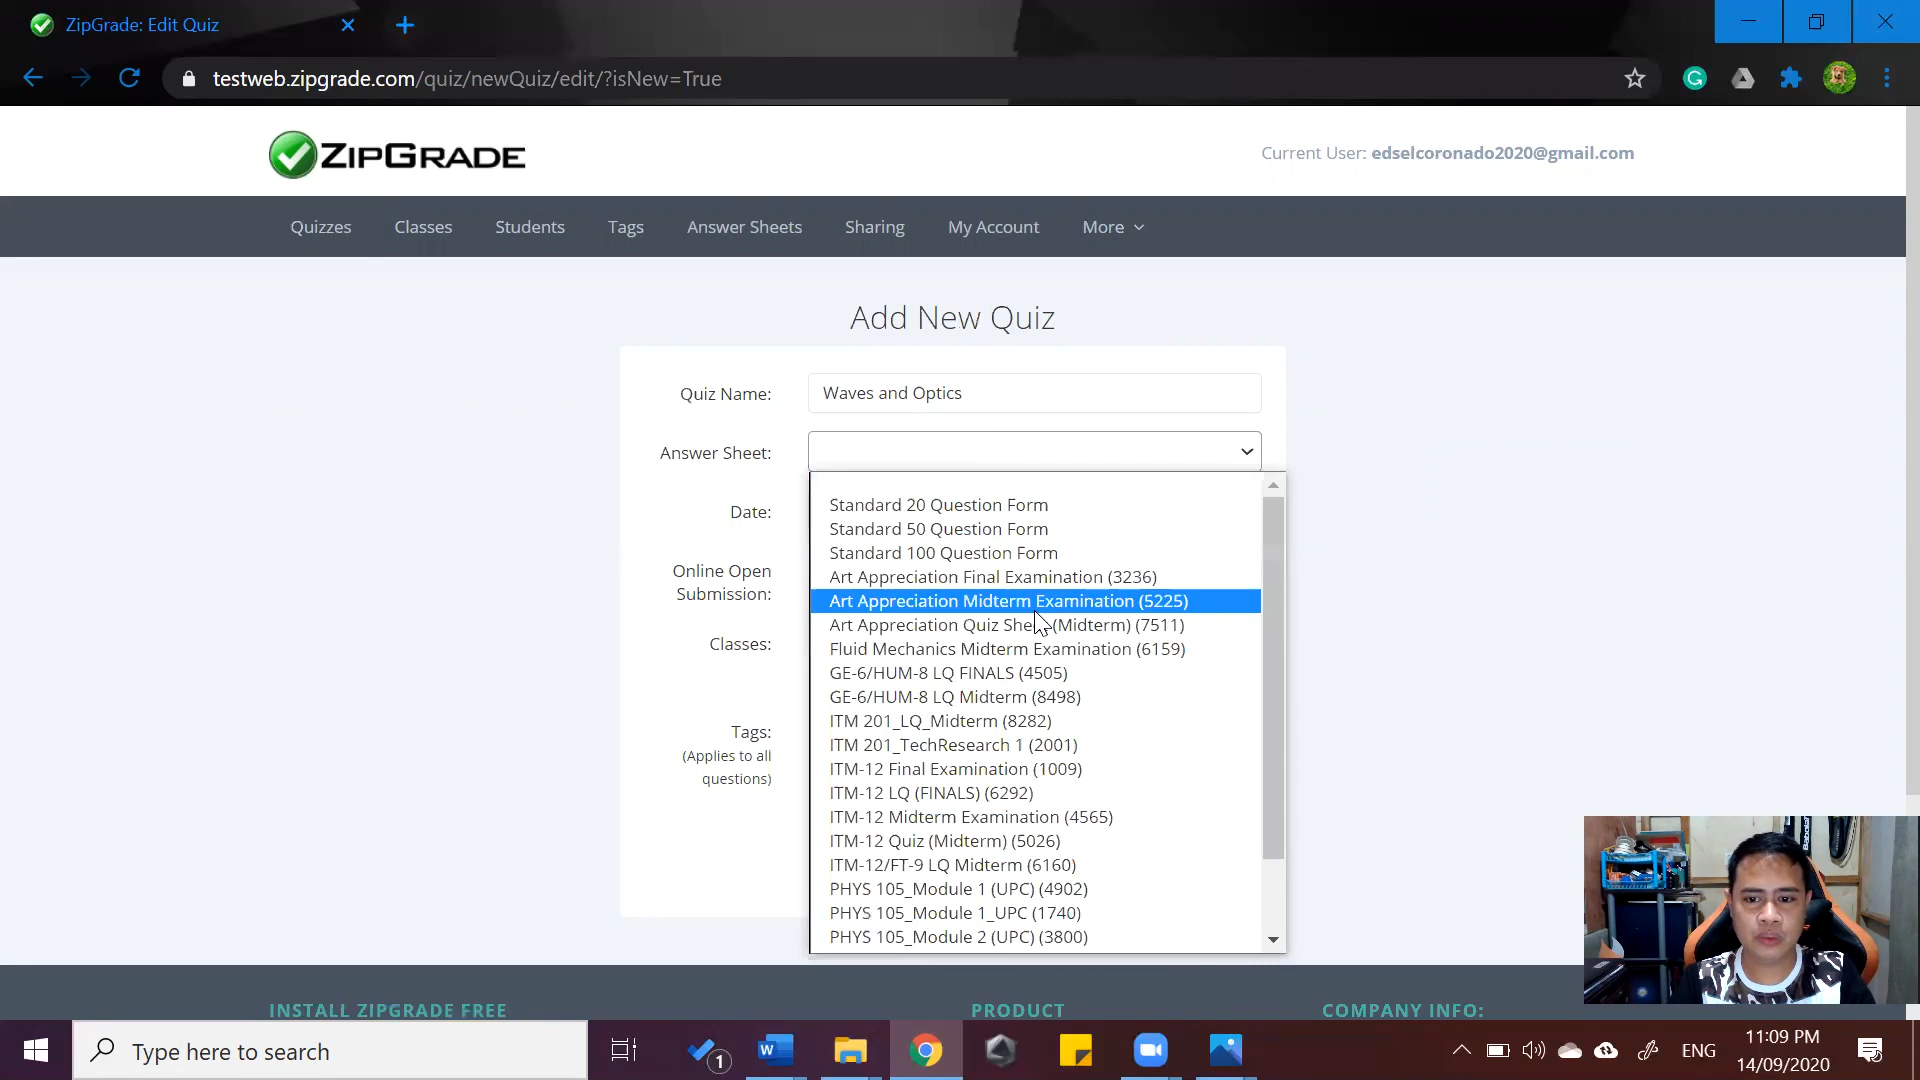 ZipGrade: Edit Quiz
testweb.zipgrade.com/quiz/newQuiz/edit/?isNew=True
ZIPGRADE
Current User: edselcoronado2020@gmail.com
Quizzes Classes Students Tags Answer Sheets Sharing My Account More
Add New Quiz
Quiz Name: Waves and Optics
Answer Sheet:
Date:
Online Open
Submission:
Classes:
Tags:
(Applies to all
questions)
Standard 20 Question Form
Standard 50 Question Form
Standard 100 Question Form
Art Appreciation Final Examination (3236)
Art Appreciation Midterm Examination (5225)
Art Appreciation Quiz Sheet (Midterm) (7511)
Fluid Mechanics Midterm Examination (6159)
GE-6/HUM-8 LQ FINALS (4505)
GE-6/HUM-8 LQ Midterm (8498)
ITM 201_LQ_Midterm (8282)
ITM 201_TechResearch 1 (2001)
ITM-12 Final Examination (1009)
ITM-12 LQ (FINALS) (6292)
ITM-12 Midterm Examination (4565)
ITM-12 Quiz (Midterm) (5026)
ITM-12/FT-9 LQ Midterm (6160)
PHYS 105_Module 1 (UPC) (4902)
PHYS 105_Module 1_UPC (1740)
PHYS 105_Module 2 (UPC) (3800)
INSTALL ZIPGRADE FREE PRODUCT COMPANY INFO:
Type here to search
1
ENG
11:09 PM
14/09/2020